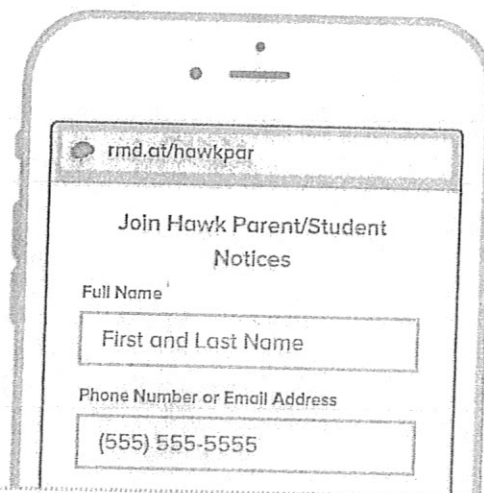 rmd.at/hawkpar
Join Hawk Parent/Student
Notices
Full Name
First and Last Name
Phone Number or Email Address
(555) 555-5555